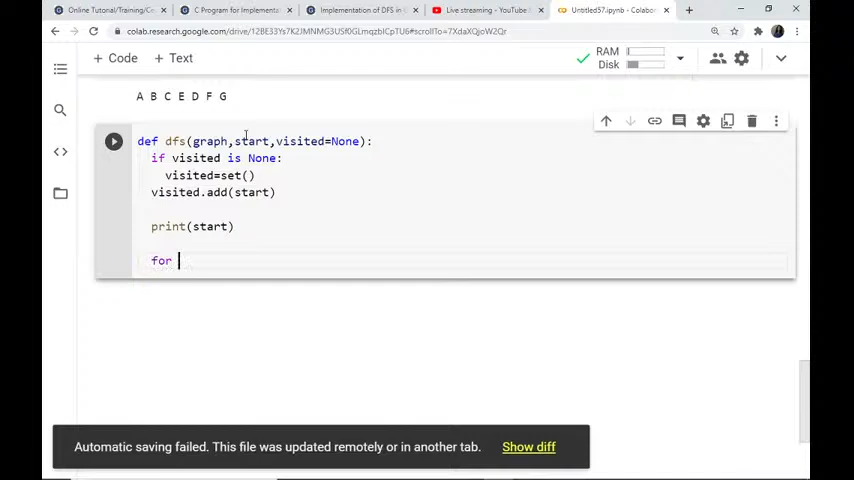 Online Tutorial/Training/Ce
C Program for Implementa
Implementation of DFS in
Live streaming - YouTube
Untitled57.ipynb - Colabor
colab.research.google.com/drive/12BE33Ys7K2JMNMG3USf0GLmqzbICpTU6#scrollTo=7XdaXQjoW2Qr
+ Code + Text
RAM
Disk
A B C E D F G
def dfs(graph,start,visited=None):
if visited is None:
visited=set()
visited.add(start)
print(start)
for
Automatic saving failed. This file was updated remotely or in another tab. Show diff